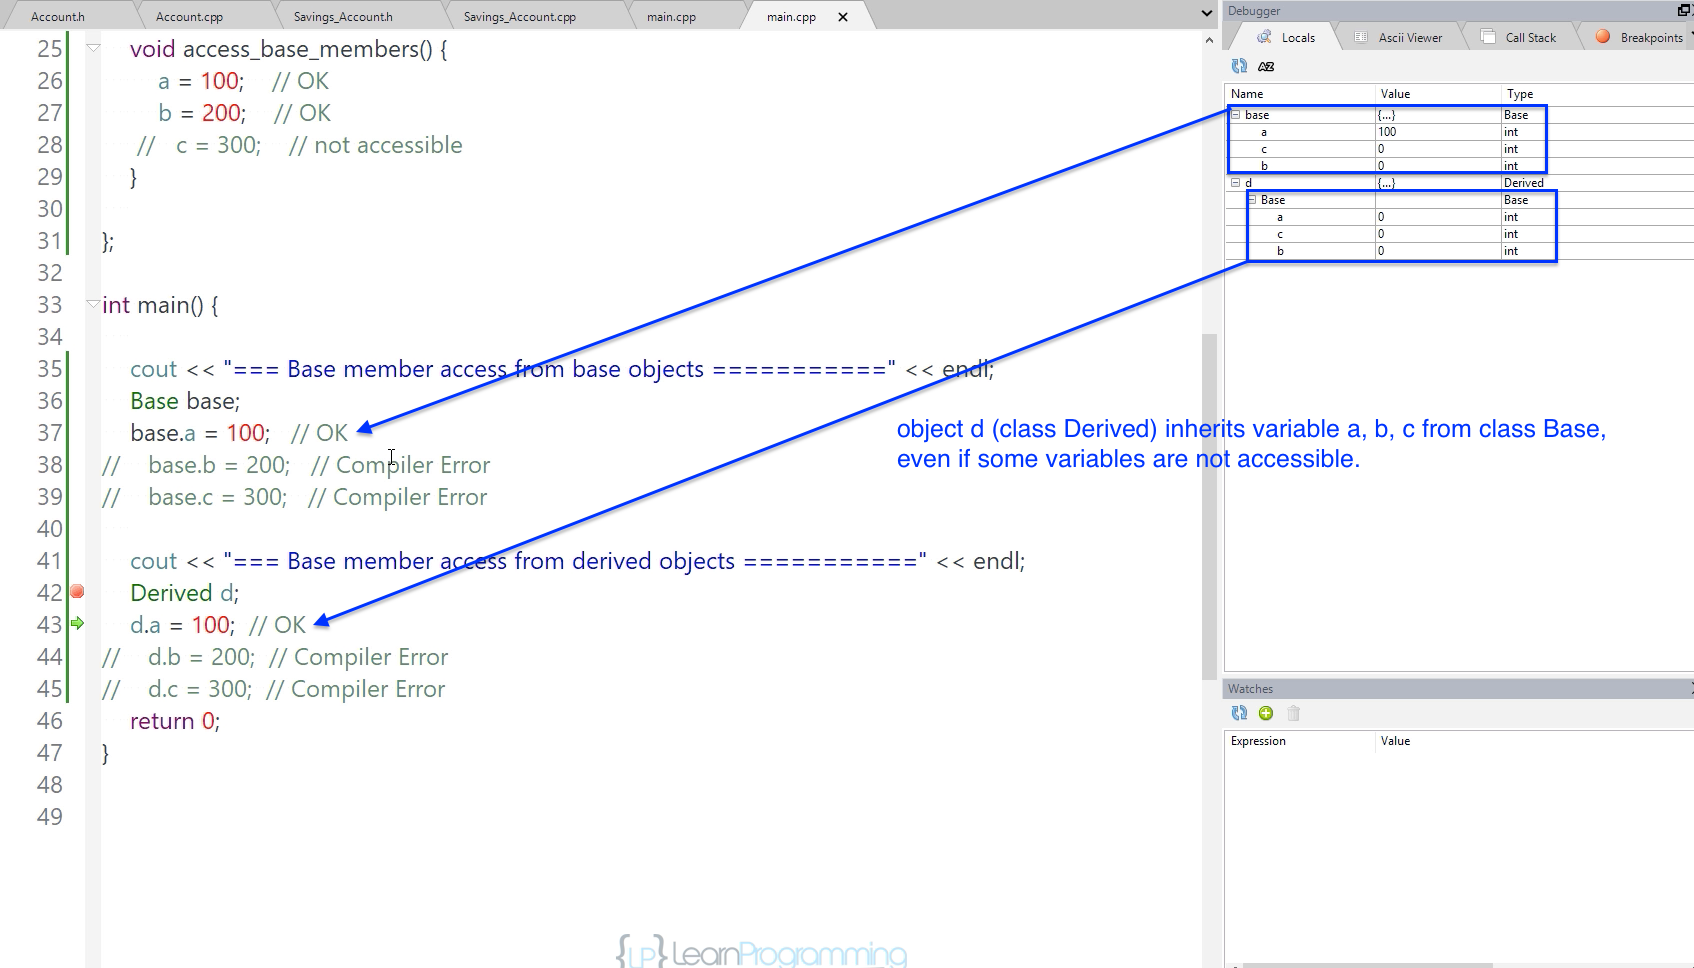 Account.h Account.cpp Savings_Account.h Savings_Account.cpp main.cpp main.cpp
25 void access_base_members() {
26 a = 100; // OK
27 b = 200; // OK
28 // c = 300; // not accessible
29 }
30
31 };
32
33 int main() {
34
35 cout << "=== Base member access from base objects ===========" << endl;
36 Base base;
37 base.a = 100; // OK
38 // base.b = 200; // Compiler Error
39 // base.c = 300; // Compiler Error
40
41 cout << "=== Base member access from derived objects ===========" << endl;
42 Derived d;
43 d.a = 100; // OK
44 // d.b = 200; // Compiler Error
45 // d.c = 300; // Compiler Error
46 return 0;
47 }
48
49
object d (class Derived) inherits variable a, b, c from class Base,
even if some variables are not accessible.
{LP} LearnProgramming
Debugger
Locals Ascii Viewer Call Stack Breakpoints
AZ
Name Value Type
base {...} Base
a 100 int
c 0 int
b 0 int
d {...} Derived
Base Base
a 0 int
c 0 int
b 0 int
Watches
Expression Value